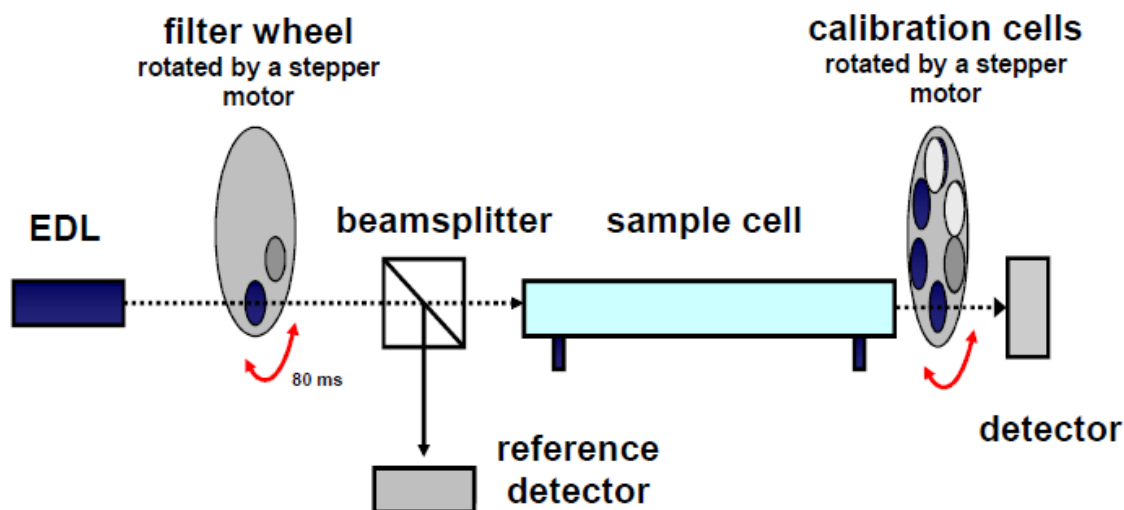 filter wheel
rotated by a stepper
motor
calibration cells
rotated by a stepper
motor
EDL
beamsplitter
sample cell
80 ms
reference
detector
detector